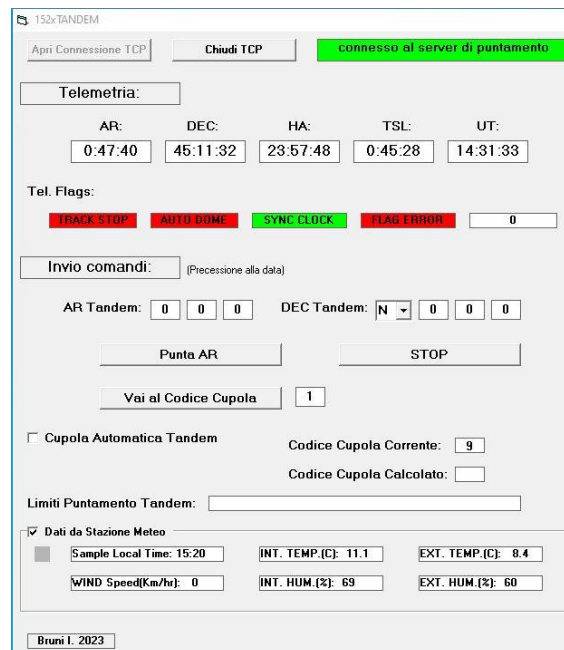 152xTANDEM
Apri Connessione TCP Chiudi TCP connesso al server di puntamento
Telemetria:
AR: DEC: HA: TSL: UT:
0:47:40 45:11:32 23:57:48 0:45:28 14:31:33
Tel. Flags:
TRACK STOP AUTO DOME SYNC CLOCK FLAG ERROR 0
Invio comandi: (Precessione alla data)
AR Tandem: 0 0 0 DEC Tandem: N 0 0 0
Punta AR STOP
Vai al Codice Cupola 1
Cupola Automatica Tandem
Codice Cupola Corrente: 9
Codice Cupola Calcolato:
Limiti Puntamento Tandem:
Dati da Stazione Meteo
Sample Local Time: 15:20 INT. TEMP.(C): 11.1 EXT. TEMP.(C): 8.4
WIND Speed(Km/hr): 0 INT. HUM.(%): 69 EXT. HUM.(%): 60
Bruni I. 2023